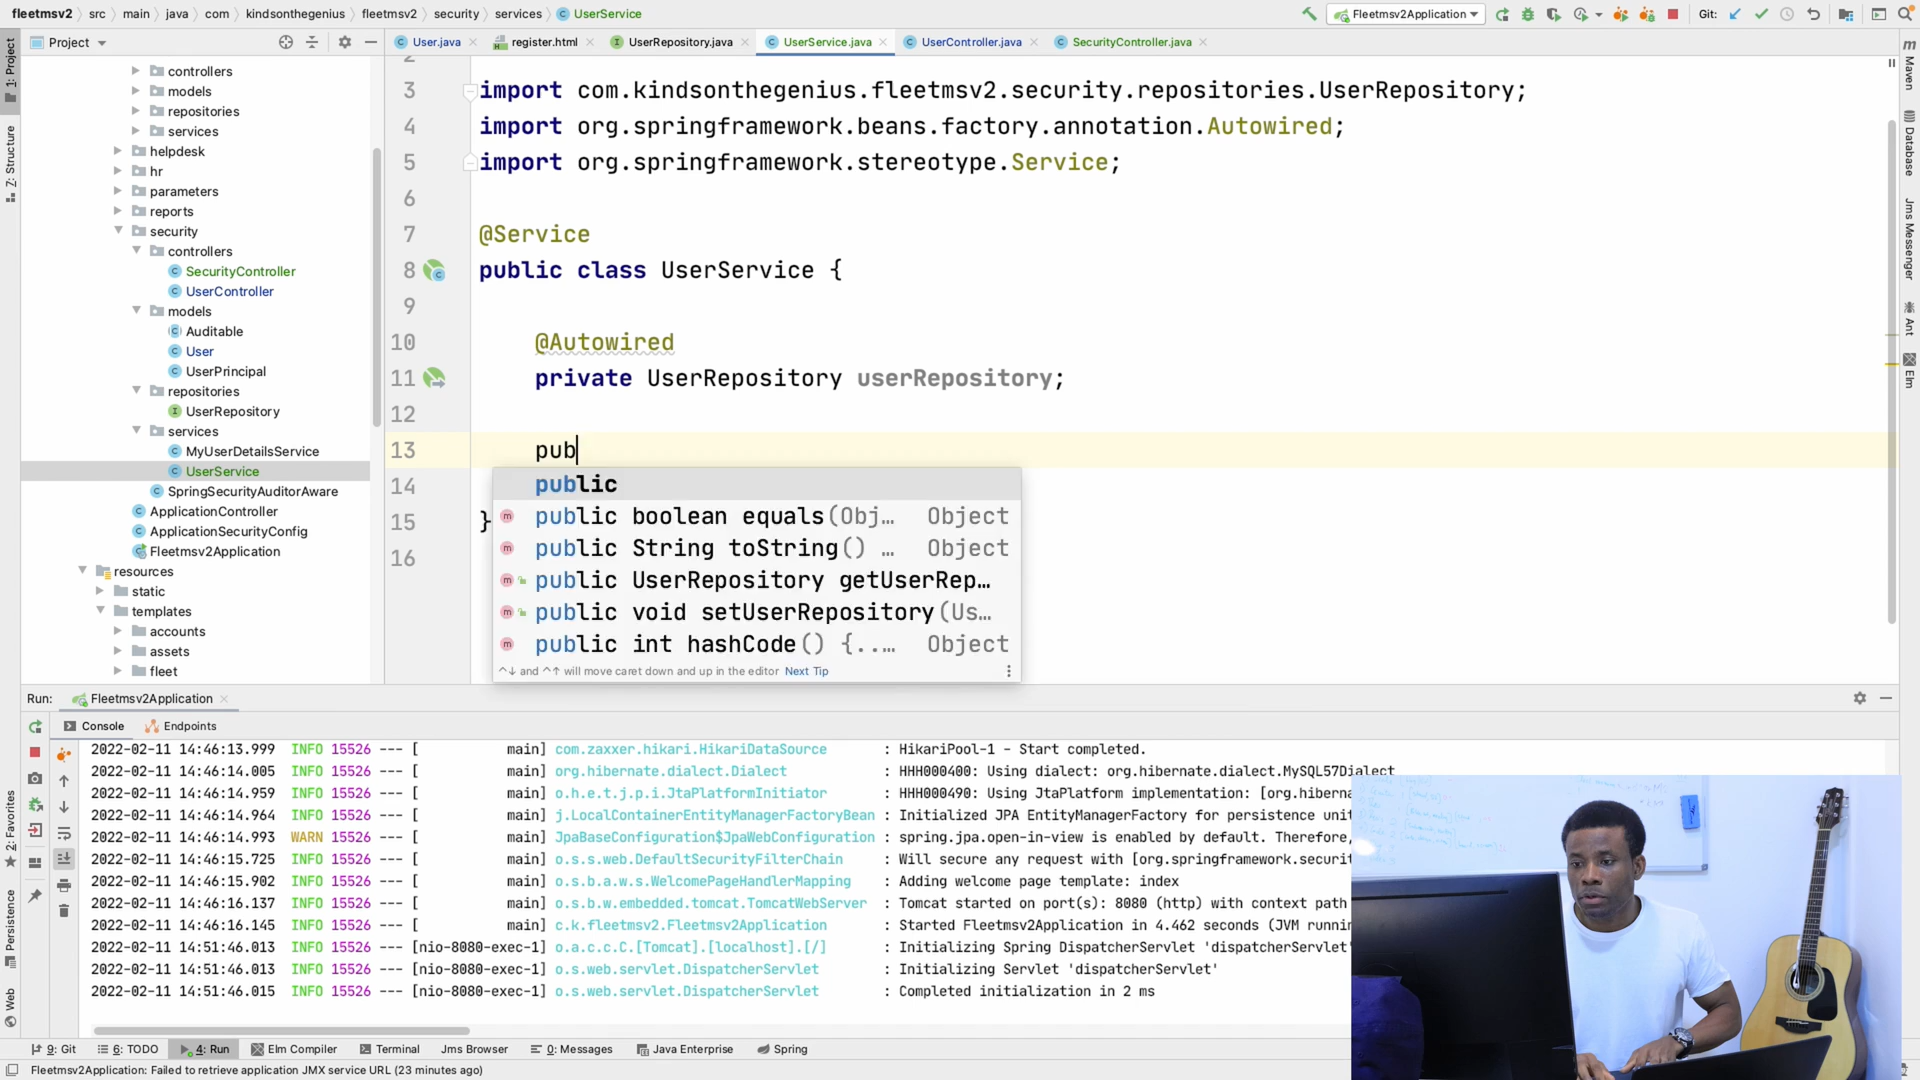 fleetmsv2 > src > main > java > com > kindsonthegenius > fleetmsv2 > security > services > UserService
Fleetmsv2Application
Git:
Project
User.java
register.html
UserRepository.java
UserService.java
UserController.java
SecurityController.java
controllers
models
repositories
services
helpdesk
hr
parameters
reports
security
controllers
SecurityController
UserController
models
Auditable
User
UserPrincipal
repositories
UserRepository
services
MyUserDetailsService
UserService
SpringSecurityAuditorAware
ApplicationController
ApplicationSecurityConfig
Fleetmsv2Application
resources
static
templates
accounts
assets
fleet
2
3 import com.kindsonthegenius.fleetmsv2.security.repositories.UserRepository;
4 import org.springframework.beans.factory.annotation.Autowired;
5 import org.springframework.stereotype.Service;
6
7 @Service
8 public class UserService {
9
10 @Autowired
11 private UserRepository userRepository;
12
13 pub
14
15 }
16
public
public boolean equals(Obj… Object
public String toString() … Object
public UserRepository getUserRep…
public void setUserRepository(Us…
public int hashCode() {... Object
^↓ and ^↑ will move caret down and up in the editor Next Tip
1: Project
Z: Structure
2: Favorites
Persistence
Web
Maven
Database
Jms Messenger
Ant
Elm
Run: Fleetmsv2Application
Console Endpoints
2022-02-11 14:46:13.999 INFO 15526 --- [ main] com.zaxxer.hikari.HikariDataSource : HikariPool-1 - Start completed.
2022-02-11 14:46:14.005 INFO 15526 --- [ main] org.hibernate.dialect.Dialect : HHH000400: Using dialect: org.hibernate.dialect.MySQL57Dialect
2022-02-11 14:46:14.959 INFO 15526 --- [ main] o.h.e.t.j.p.i.JtaPlatformInitiator : HHH000490: Using JtaPlatform implementation: [org.hiberna
2022-02-11 14:46:14.964 INFO 15526 --- [ main] j.LocalContainerEntityManagerFactoryBean : Initialized JPA EntityManagerFactory for persistence unit
2022-02-11 14:46:14.993 WARN 15526 --- [ main] JpaBaseConfiguration$JpaWebConfiguration : spring.jpa.open-in-view is enabled by default. Therefore,
2022-02-11 14:46:15.725 INFO 15526 --- [ main] o.s.s.web.DefaultSecurityFilterChain : Will secure any request with [org.springframework.securit
2022-02-11 14:46:15.902 INFO 15526 --- [ main] o.s.b.a.w.s.WelcomePageHandlerMapping : Adding welcome page template: index
2022-02-11 14:46:16.137 INFO 15526 --- [ main] o.s.b.w.embedded.tomcat.TomcatWebServer : Tomcat started on port(s): 8080 (http) with context path
2022-02-11 14:46:16.145 INFO 15526 --- [ main] c.k.fleetmsv2.Fleetmsv2Application : Started Fleetmsv2Application in 4.462 seconds (JVM runnin
2022-02-11 14:51:46.013 INFO 15526 --- [nio-8080-exec-1] o.a.c.c.C.[Tomcat].[localhost].[/] : Initializing Spring DispatcherServlet 'dispatcherServlet'
2022-02-11 14:51:46.013 INFO 15526 --- [nio-8080-exec-1] o.s.web.servlet.DispatcherServlet : Initializing Servlet 'dispatcherServlet'
2022-02-11 14:51:46.015 INFO 15526 --- [nio-8080-exec-1] o.s.web.servlet.DispatcherServlet : Completed initialization in 2 ms
9: Git 6: TODO 4: Run Elm Compiler Terminal Jms Browser 0: Messages Java Enterprise Spring
Fleetmsv2Application: Failed to retrieve application JMX service URL (23 minutes ago)